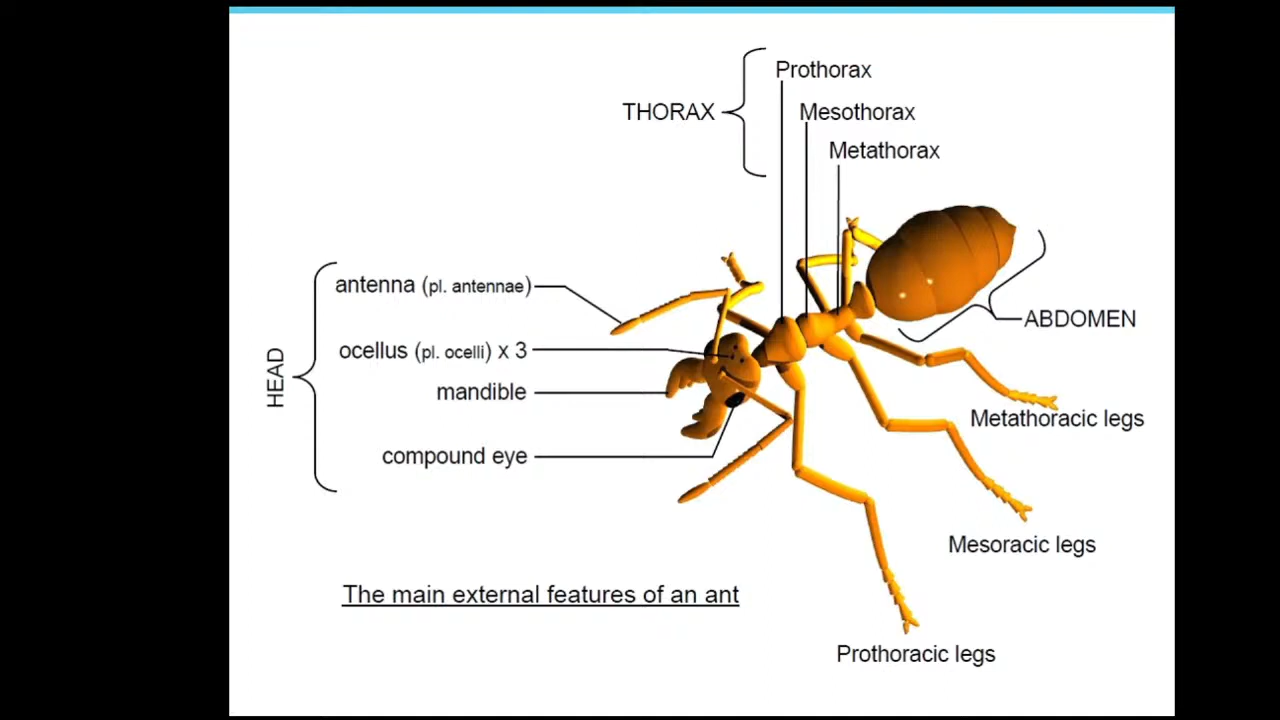 Prothorax
THORAX
Mesothorax
Metathorax
antenna (pl. antennae)
ocellus (pl. ocelli) x 3
HEAD
mandible
compound eye
ABDOMEN
Metathoracic legs
Mesoracic legs
The main external features of an ant
Prothoracic legs